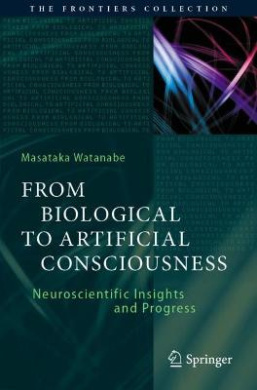 THE FRONTIERS COLLECTION
Masataka Watanabe
FROM
BIOLOGICAL
TO ARTIFICIAL
CONSCIOUSNESS
Neuroscientific Insights
and Progress
Springer